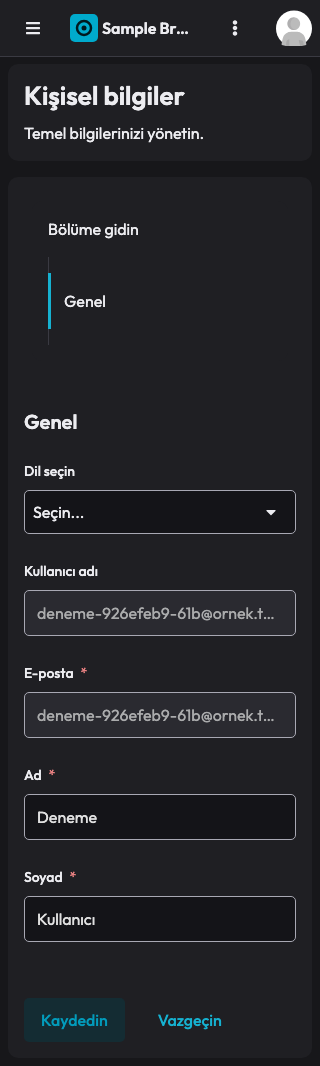 Sample Br...
Kişisel bilgiler
Temel bilgilerinizi yönetin.
Bölüme gidin
Genel
Genel
Dil seçin
Seçin...
Kullanıcı adı
deneme-926efeb9-61b@ornek.t...
E-posta *
deneme-926efeb9-61b@ornek.t...
Ad *
Deneme
Soyad *
Kullanıcı
Kaydedin
Vazgeçin